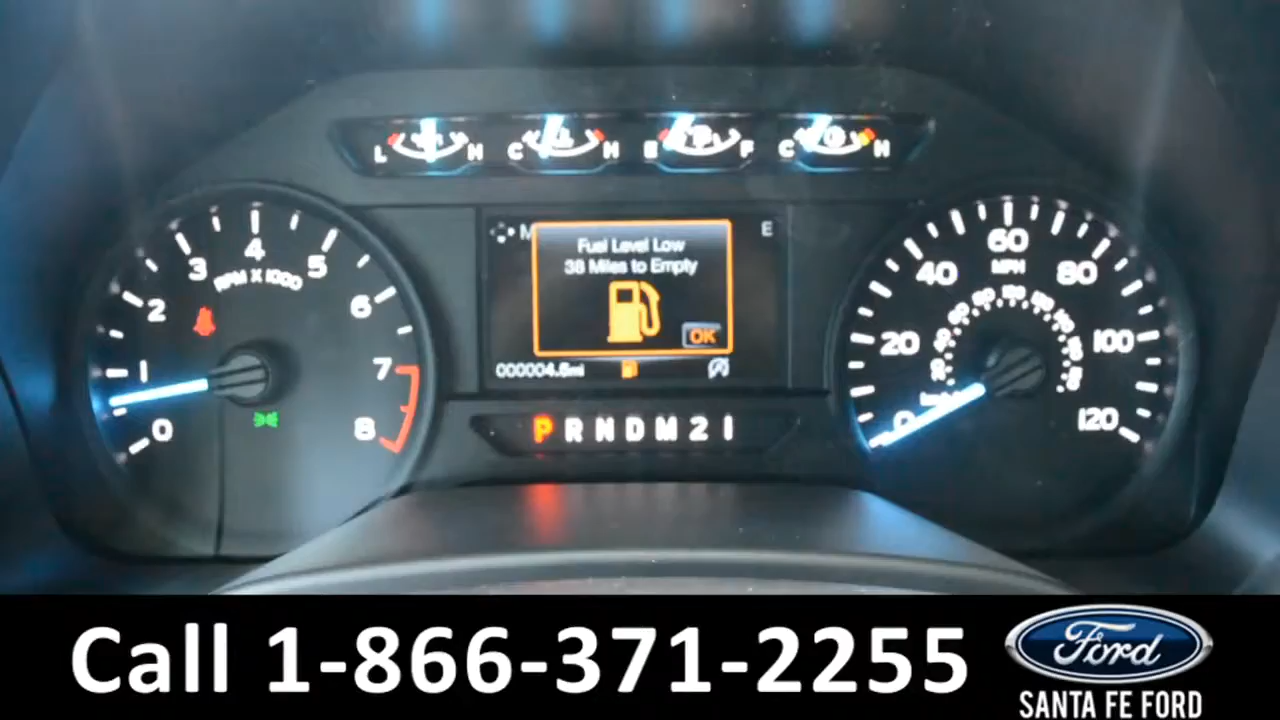 L H C H E F C H
M E
Fuel Level Low
38 Miles to Empty
OK
000004.6mi
P R N D M 2 1
0 1 2 3 4 5 6 7 8
RPM X 1000
0 20 40 60 80 100 120
MPH
Call 1-866-371-2255
Ford
SANTA FE FORD